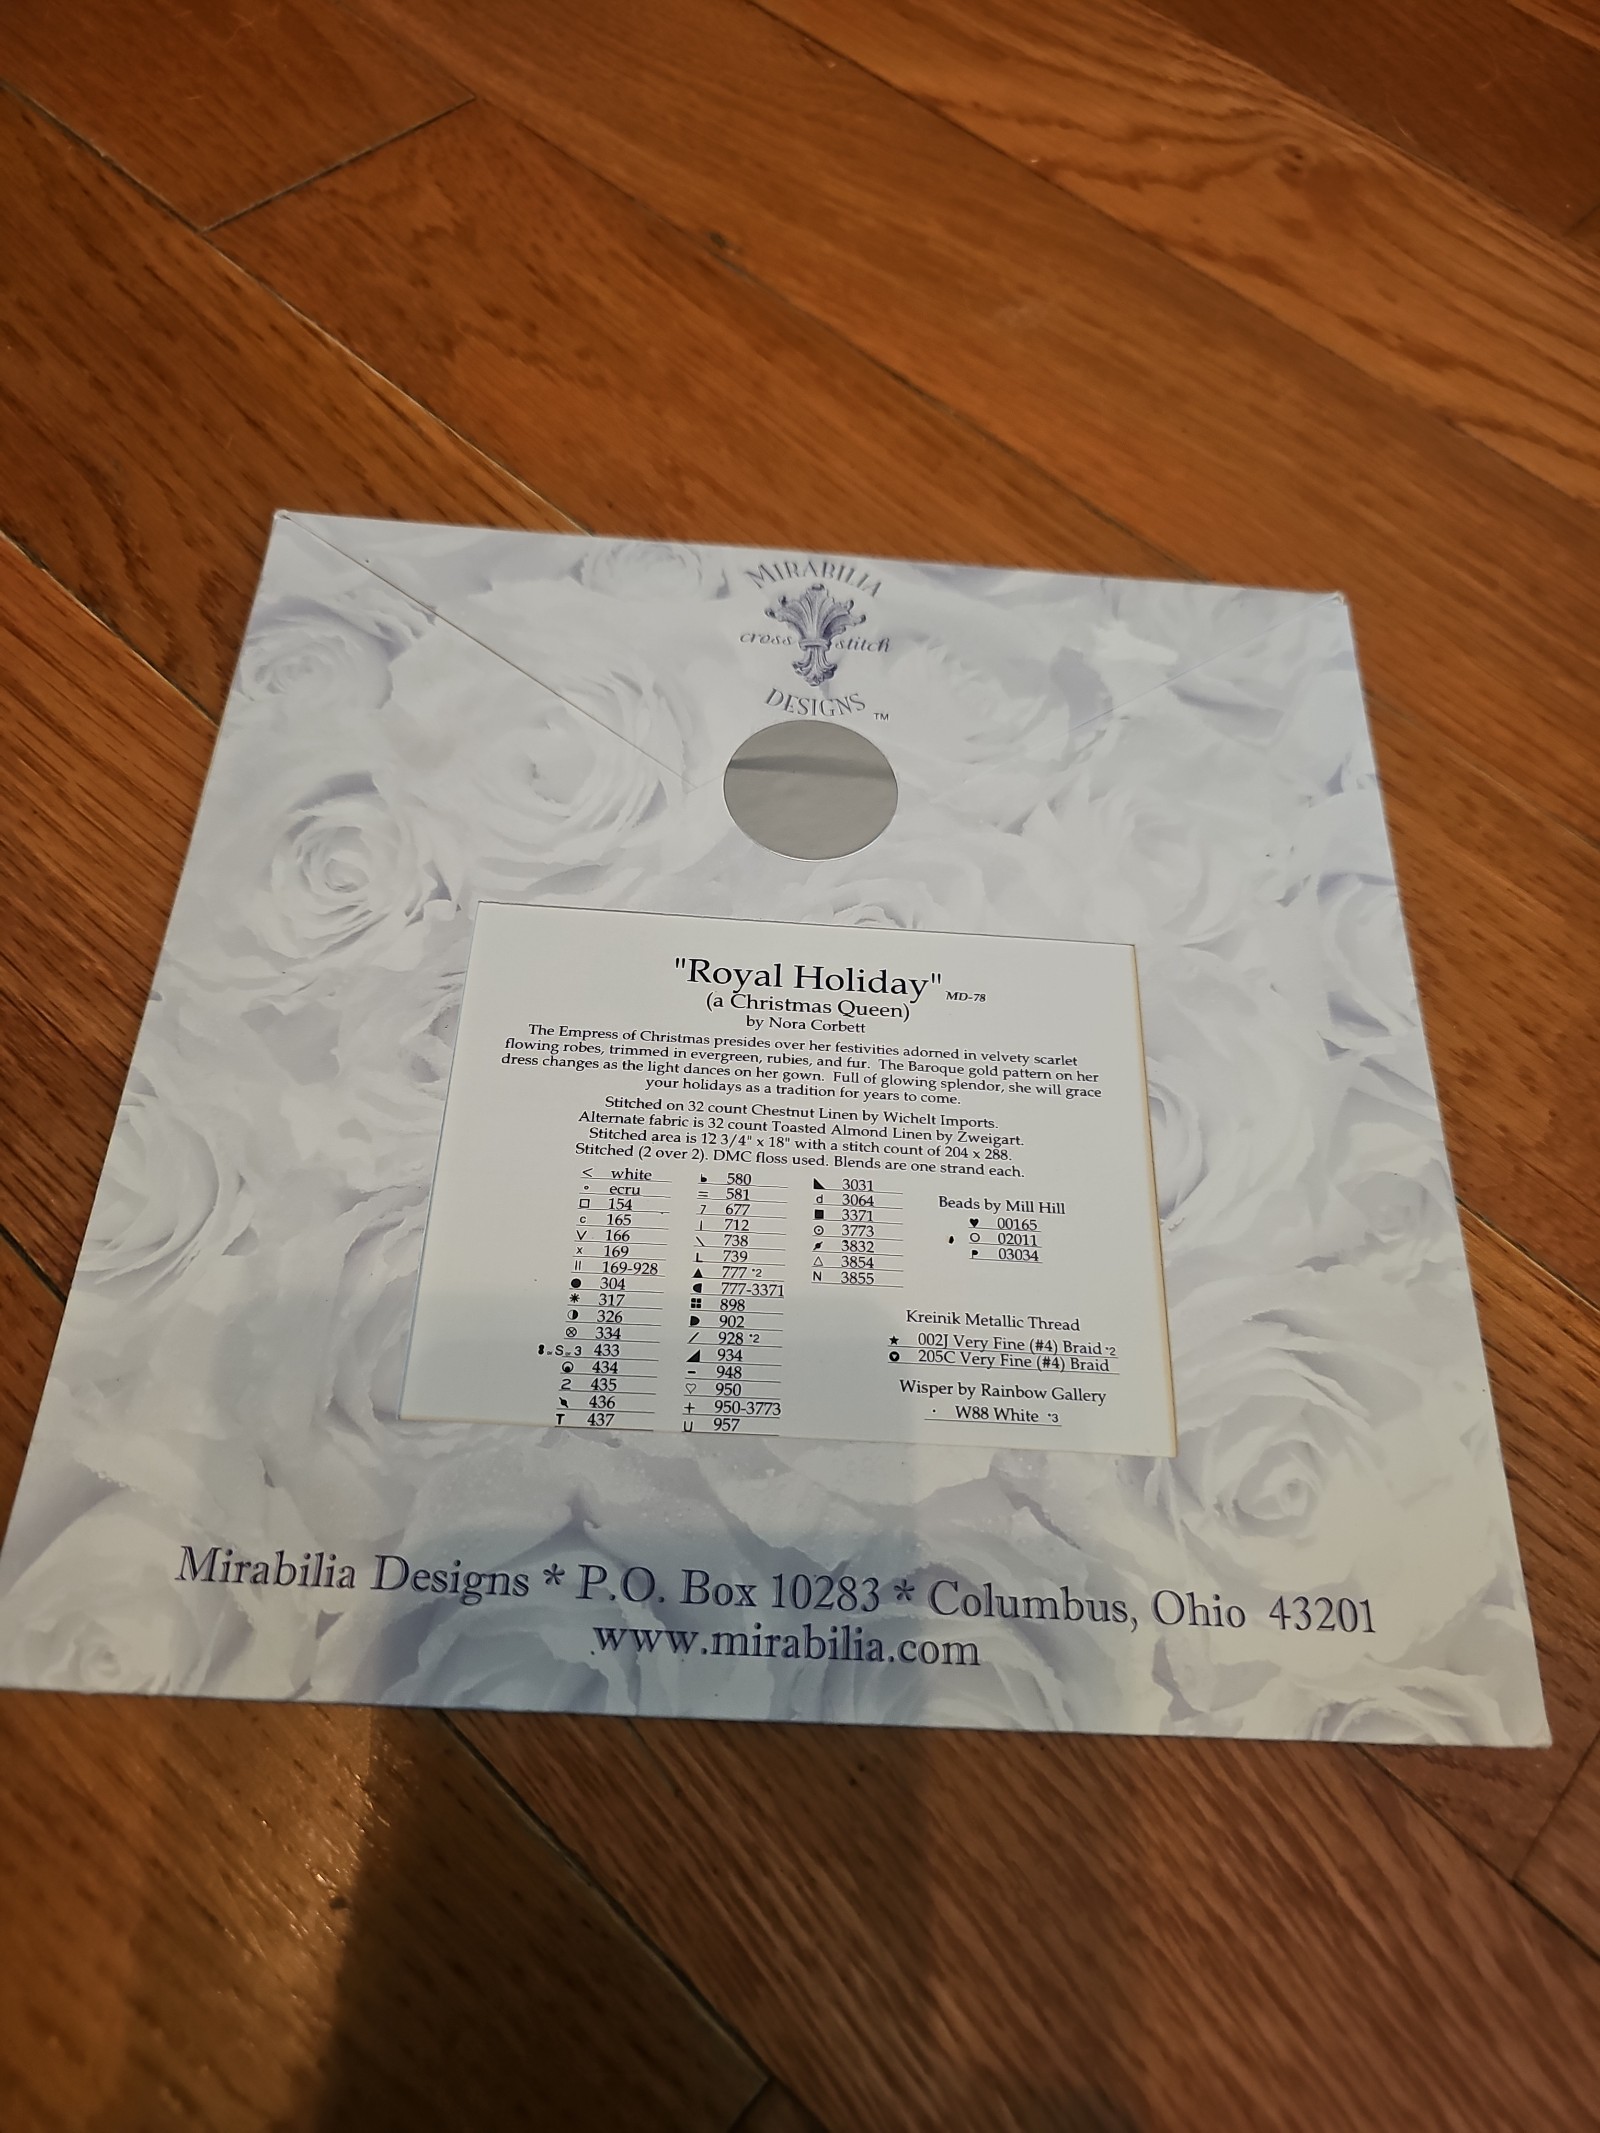 MIRABILIA
cross stitch
DESIGNS ™
"Royal Holiday" MD-78
(a Christmas Queen)
by Nora Corbett
The Empress of Christmas presides over her festivities adorned in velvety scarlet
flowing robes, trimmed in evergreen, rubies, and fur. The Baroque gold pattern on her
dress changes as the light dances on her gown. Full of glowing splendor, she will grace
your holidays as a tradition for years to come.
Stitched on 32 count Chestnut Linen by Wichelt Imports.
Alternate fabric is 32 count Toasted Almond Linen by Zweigart.
Stitched area is 12 3/4" x 18" with a stitch count of 204 x 288.
Stitched (2 over 2). DMC floss used. Blends are one strand each.
< white
ecru
154
c 165
V 166
x 169
169-928
304
317
326
334
S 3 433
434
2 435
436
T 437
580
= 581
7 677
| 712
\ 738
L 739
▲ 777 *2
777-3371
898
902
/ 928 *2
934
- 948
♡ 950
+ 950-3773
U 957
3031
d 3064
■ 3371
⊙ 3773
3832
△ 3854
N 3855
Beads by Mill Hill
♥ 00165
O 02011
P 03034
Kreinik Metallic Thread
★ 002J Very Fine (#4) Braid *2
205C Very Fine (#4) Braid
Wisper by Rainbow Gallery
· W88 White *3
Mirabilia Designs * P.O. Box 10283 * Columbus, Ohio 43201
www.mirabilia.com